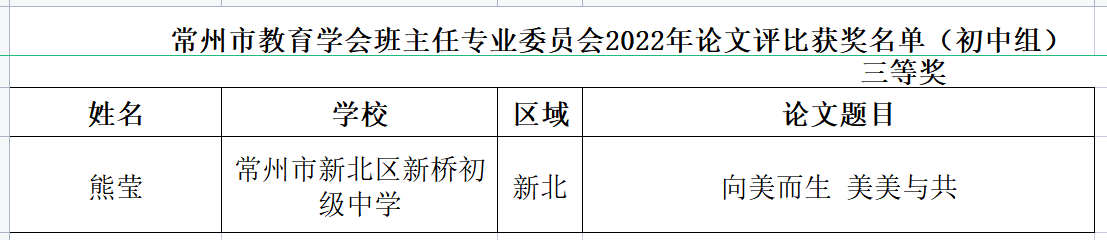 常州市教育学会班主任专业委员会2022年论文评比获奖名单（初中组）
三等奖
姓名 学校 区域 论文题目
熊莹 常州市新北区新桥初级中学 新北 向美而生 美美与共